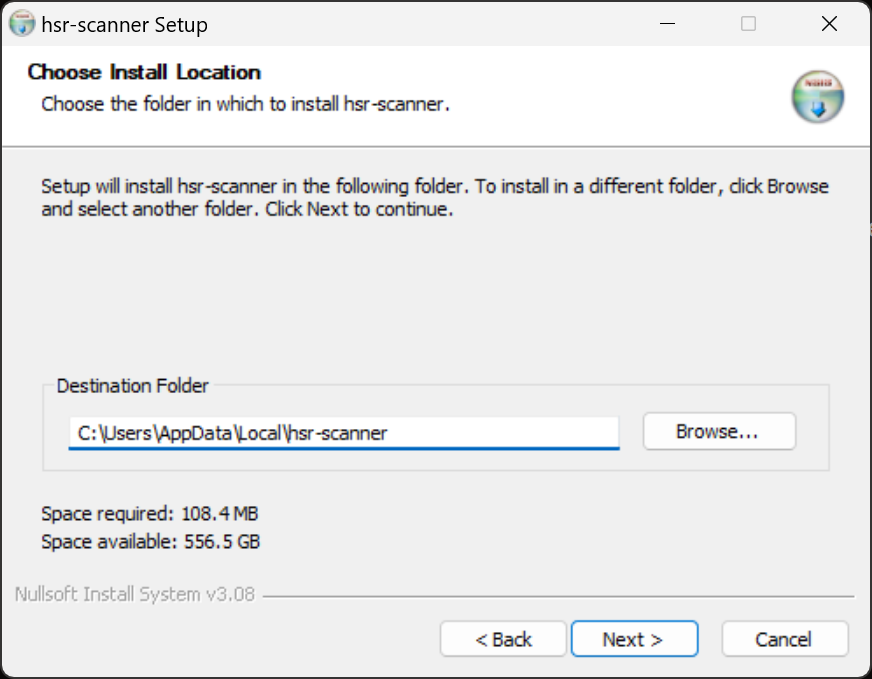 hsr-scanner Setup
Choose Install Location
Choose the folder in which to install hsr-scanner.
Setup will install hsr-scanner in the following folder. To install in a different folder, click Browse
and select another folder. Click Next to continue.
Destination Folder
C:\Users\AppData\Local\hsr-scanner
Browse...
Space required: 108.4 MB
Space available: 556.5 GB
Nullsoft Install System v3.08
< Back
Next >
Cancel